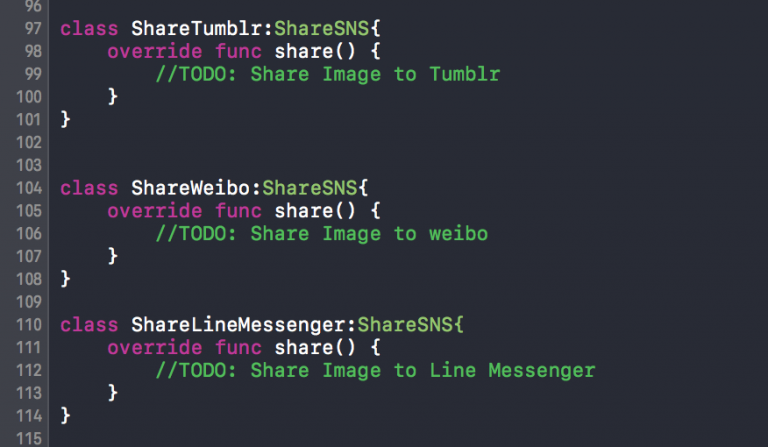 96
97 class ShareTumblr:ShareSNS{
98     override func share() {
99         //TODO: Share Image to Tumblr
100     }
101 }
102
103
104 class ShareWeibo:ShareSNS{
105     override func share() {
106         //TODO: Share Image to weibo
107     }
108 }
109
110 class ShareLineMessenger:ShareSNS{
111     override func share() {
112         //TODO: Share Image to Line Messenger
113     }
114 }
115